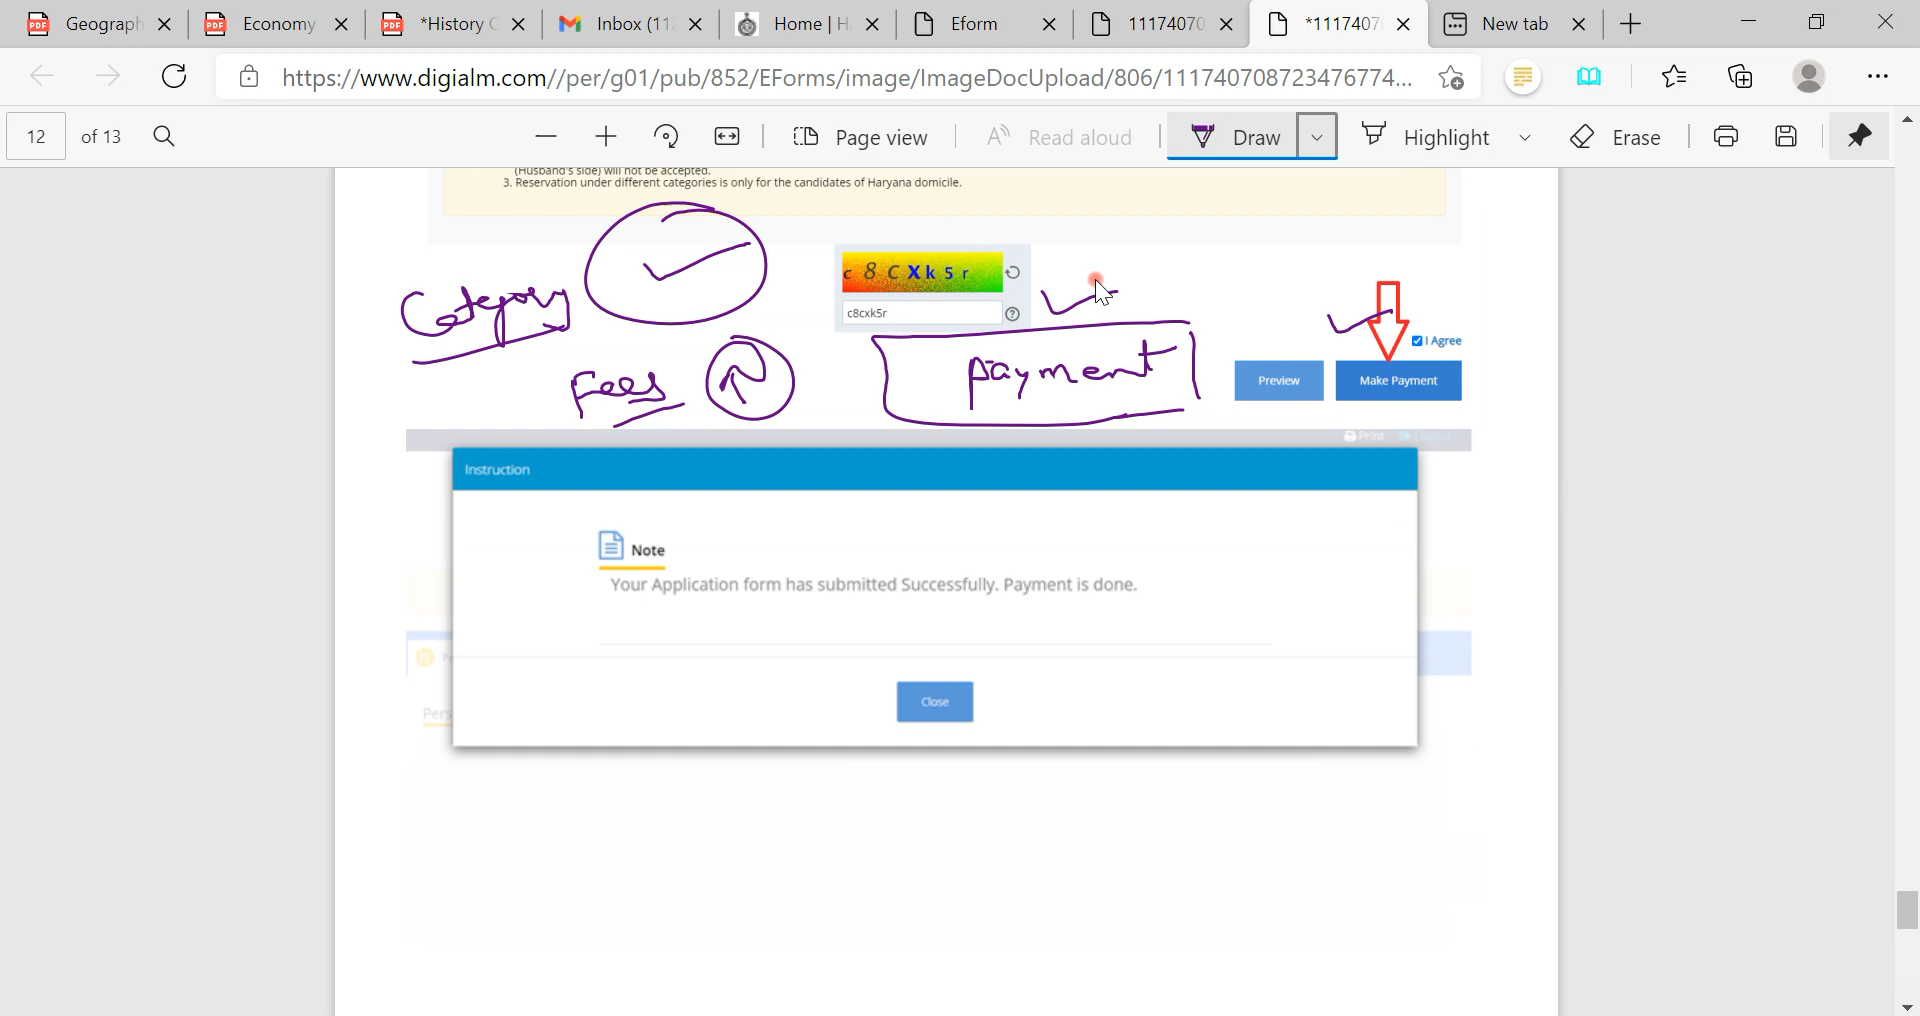 Geograph
Economy
*History C
Inbox (11
Home | H
Eform
11174070
*1117407
New tab
https://www.digialm.com//per/g01/pub/852/EForms/image/ImageDocUpload/806/111740708723476774...
12 of 13
Page view
Read aloud
Draw
Highlight
Erase
(Husband's side) will not be accepted.
3. Reservation under different categories is only for the candidates of Haryana domicile.
c 8 C X k 5 r
c8cxk5r
Category
Fees
Payment
I Agree
Preview
Make Payment
Print
Logout
Instruction
Note
Your Application form has submitted Successfully. Payment is done.
Close
Pers